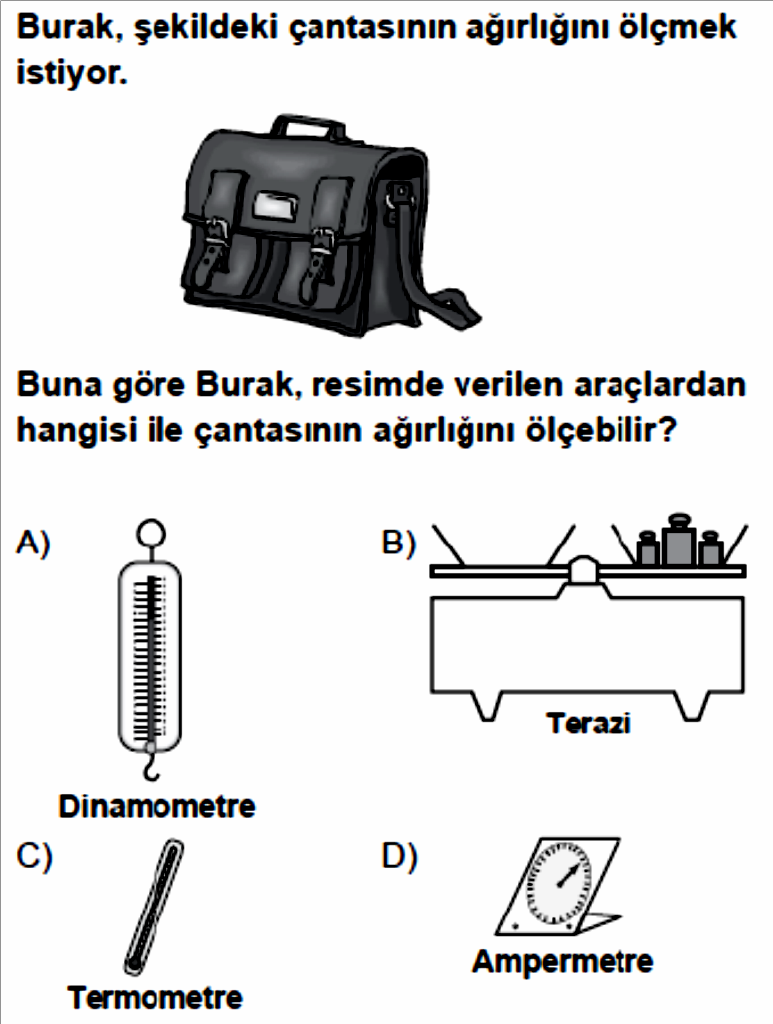 Burak, şekildeki çantasının ağırlığını ölçmek
istiyor.
Buna göre Burak, resimde verilen araçlardan
hangisi ile çantasının ağırlığını ölçebilir?
A)
Dinamometre
B)
Terazi
C)
Termometre
D)
Ampermetre